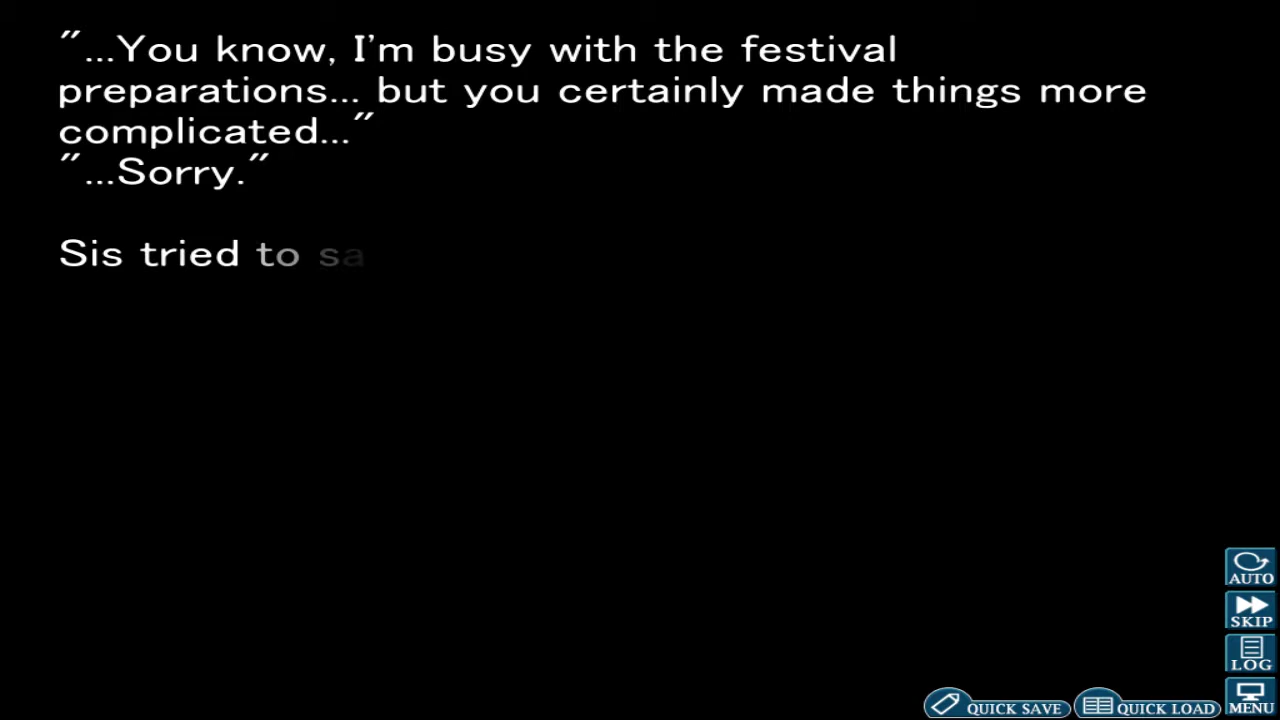 "...You know, I'm busy with the festival
preparations... but you certainly made things more
complicated..."
"...Sorry."
Sis tried to sa
AUTO
SKIP
LOG
QUICK SAVE
QUICK LOAD
MENU